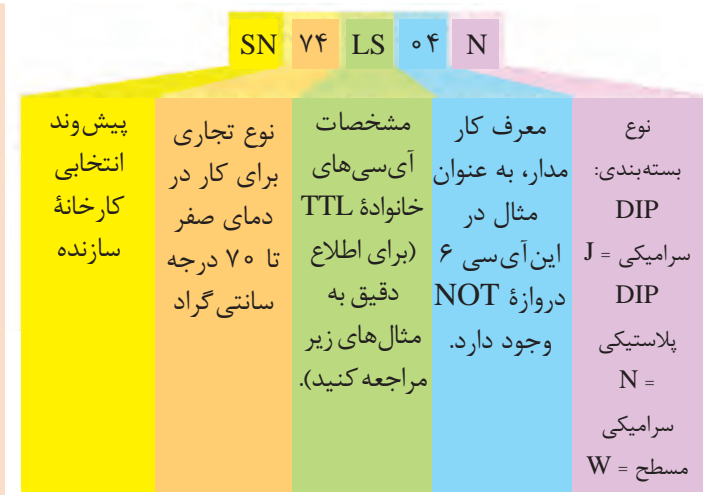 SN ۷۴ LS ۰۴ N
پیش‌وند
انتخابی
کارخانهٔ
سازنده
نوع تجاری
برای کار در
دمای صفر
تا ۷۰ درجه
سانتی‌گراد
مشخصات
آی‌سی‌های
خانوادهٔ TTL
(برای اطلاع
دقیق به
مثال‌های زیر
مراجعه کنید).
معرف کار
مدار، به عنوان
مثال در
این‌آی‌سی ۶
دروازهٔ NOT
وجود دارد.
نوع
بسته‌بندی:
DIP
سرامیکی = J
DIP
پلاستیکی
= N
سرامیکی
مسطح = W